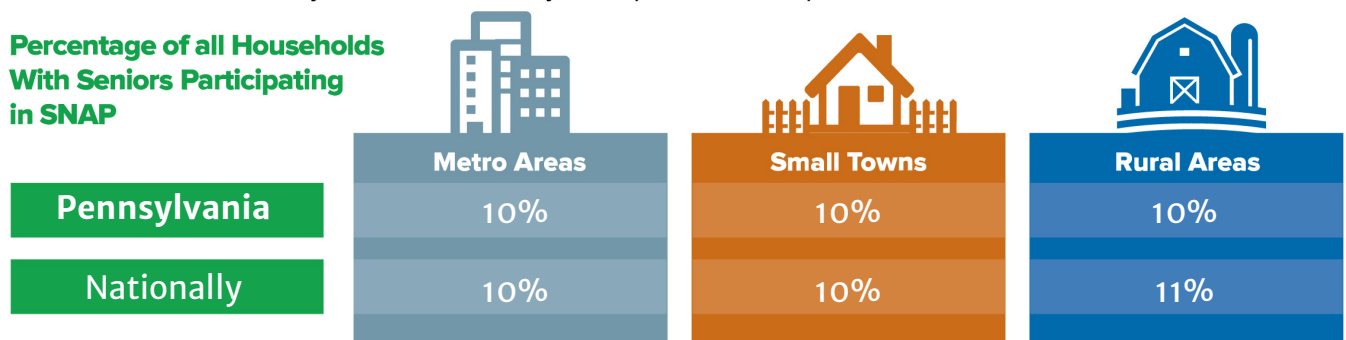 Percentage of all Households
With Seniors Participating
in SNAP
Metro Areas Small Towns Rural Areas
Pennsylvania 10% 10% 10%
Nationally 10% 10% 11%